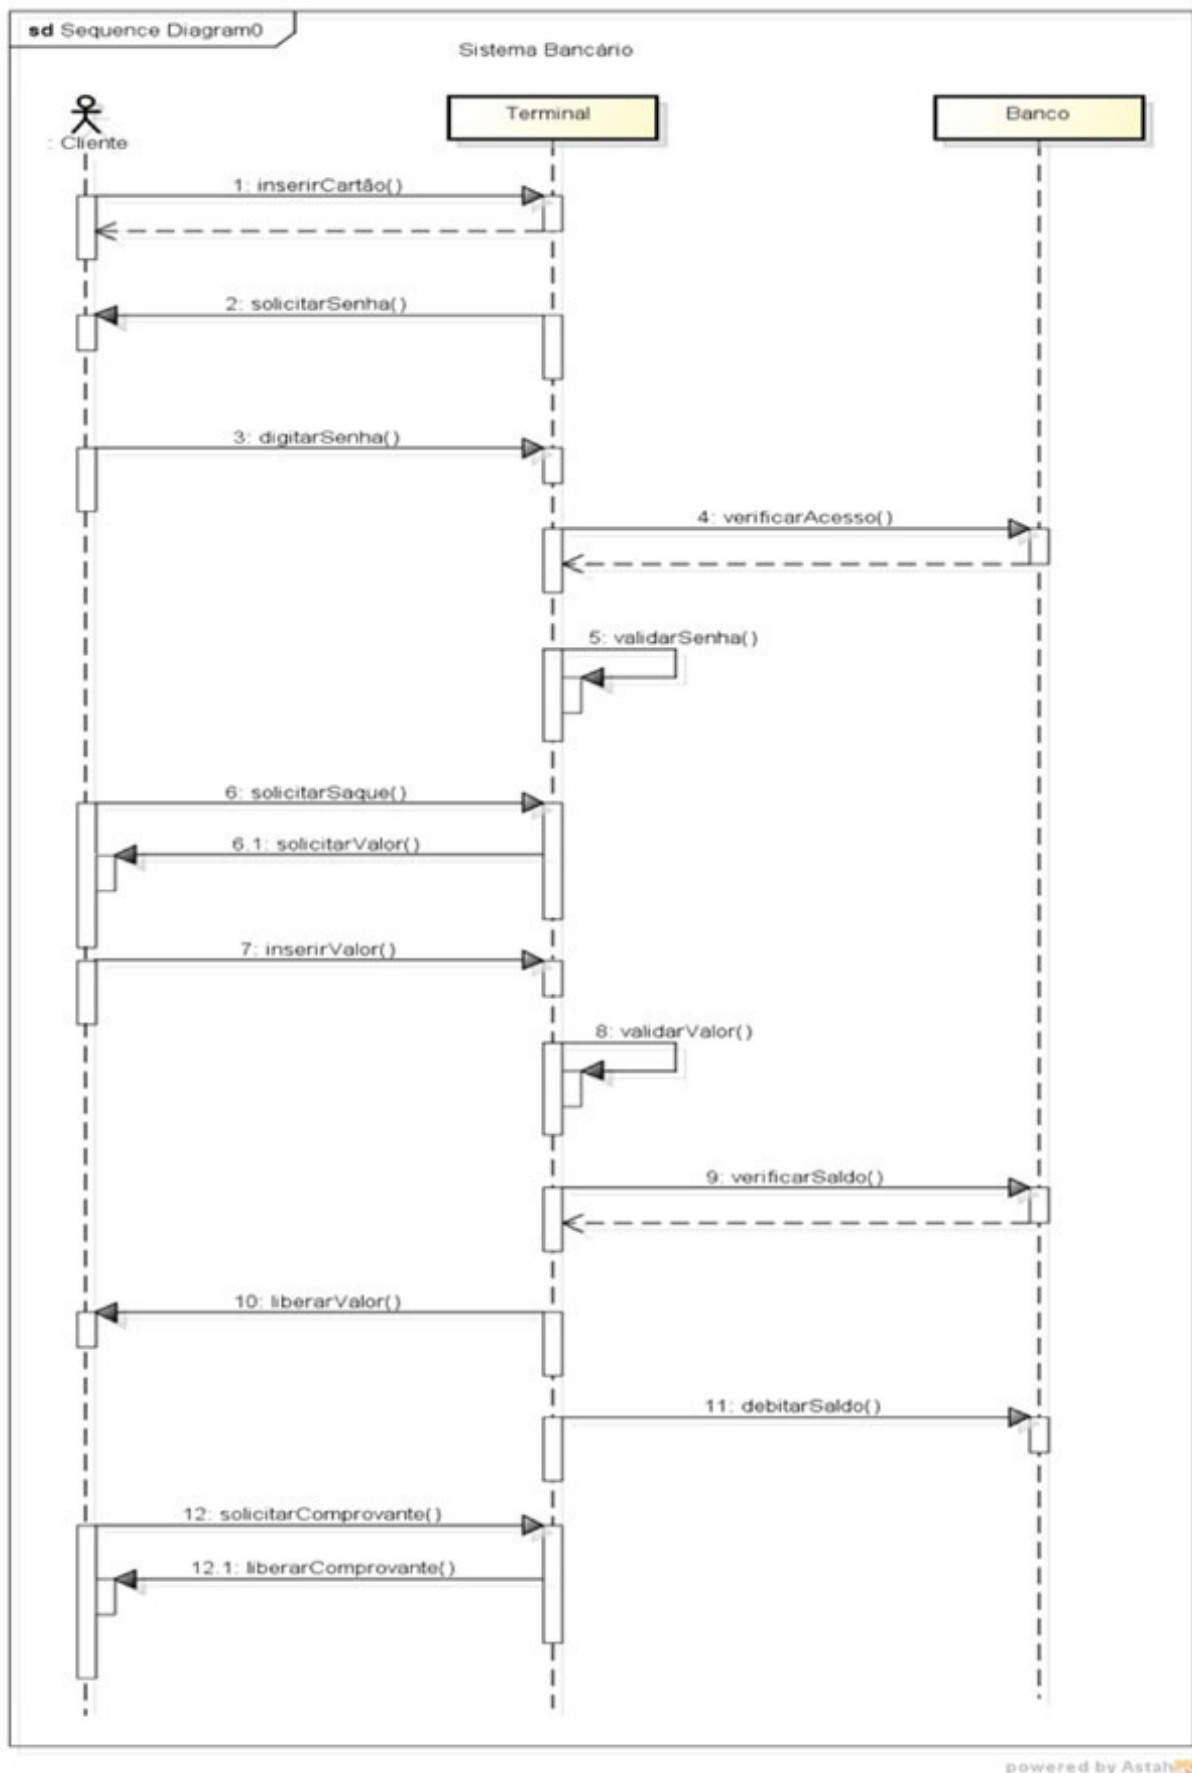 sd Sequence Diagram0
Sistema Bancário
: Cliente
Terminal
Banco
1: inserirCartão()
2: solicitarSenha()
3: digitarSenha()
4: verificarAcesso()
5: validarSenha()
6: solicitarSaque()
6.1: solicitarValor()
7: inserirValor()
8: validarValor()
9: verificarSaldo()
10: liberarValor()
11: debitarSaldo()
12: solicitarComprovante()
12.1: liberarComprovante()
powered by Astah